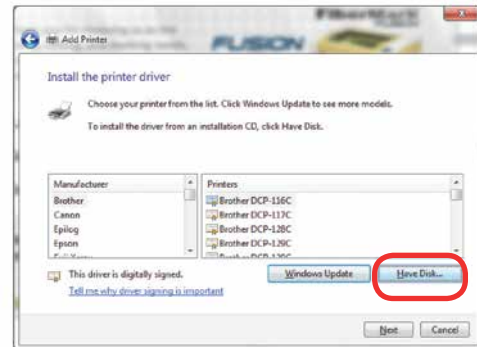 FiberMark
FUSION
Add Printer
Install the printer driver
Choose your printer from the list. Click Windows Update to see more models.
To install the driver from an installation CD, click Have Disk.
Manufacturer
Brother
Canon
Epilog
Epson
Printers
Brother DCP-116C
Brother DCP-117C
Brother DCP-128C
Brother DCP-129C
This driver is digitally signed.
Tell me why driver signing is important
Windows Update
Have Disk...
Next
Cancel